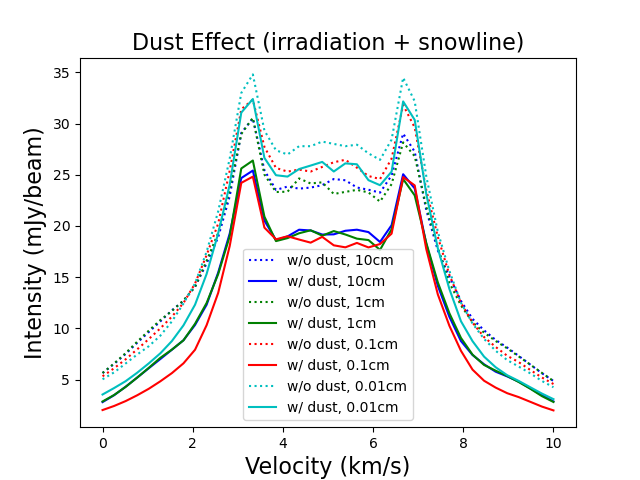 Dust Effect (irradiation + snowline)
Intensity (mJy/beam)
35
30
25
20
15
10
5
w/o dust, 10cm
w/ dust, 10cm
w/o dust, 1cm
w/ dust, 1cm
w/o dust, 0.1cm
w/ dust, 0.1cm
w/o dust, 0.01cm
w/ dust, 0.01cm
0 2 4 6 8 10
Velocity (km/s)